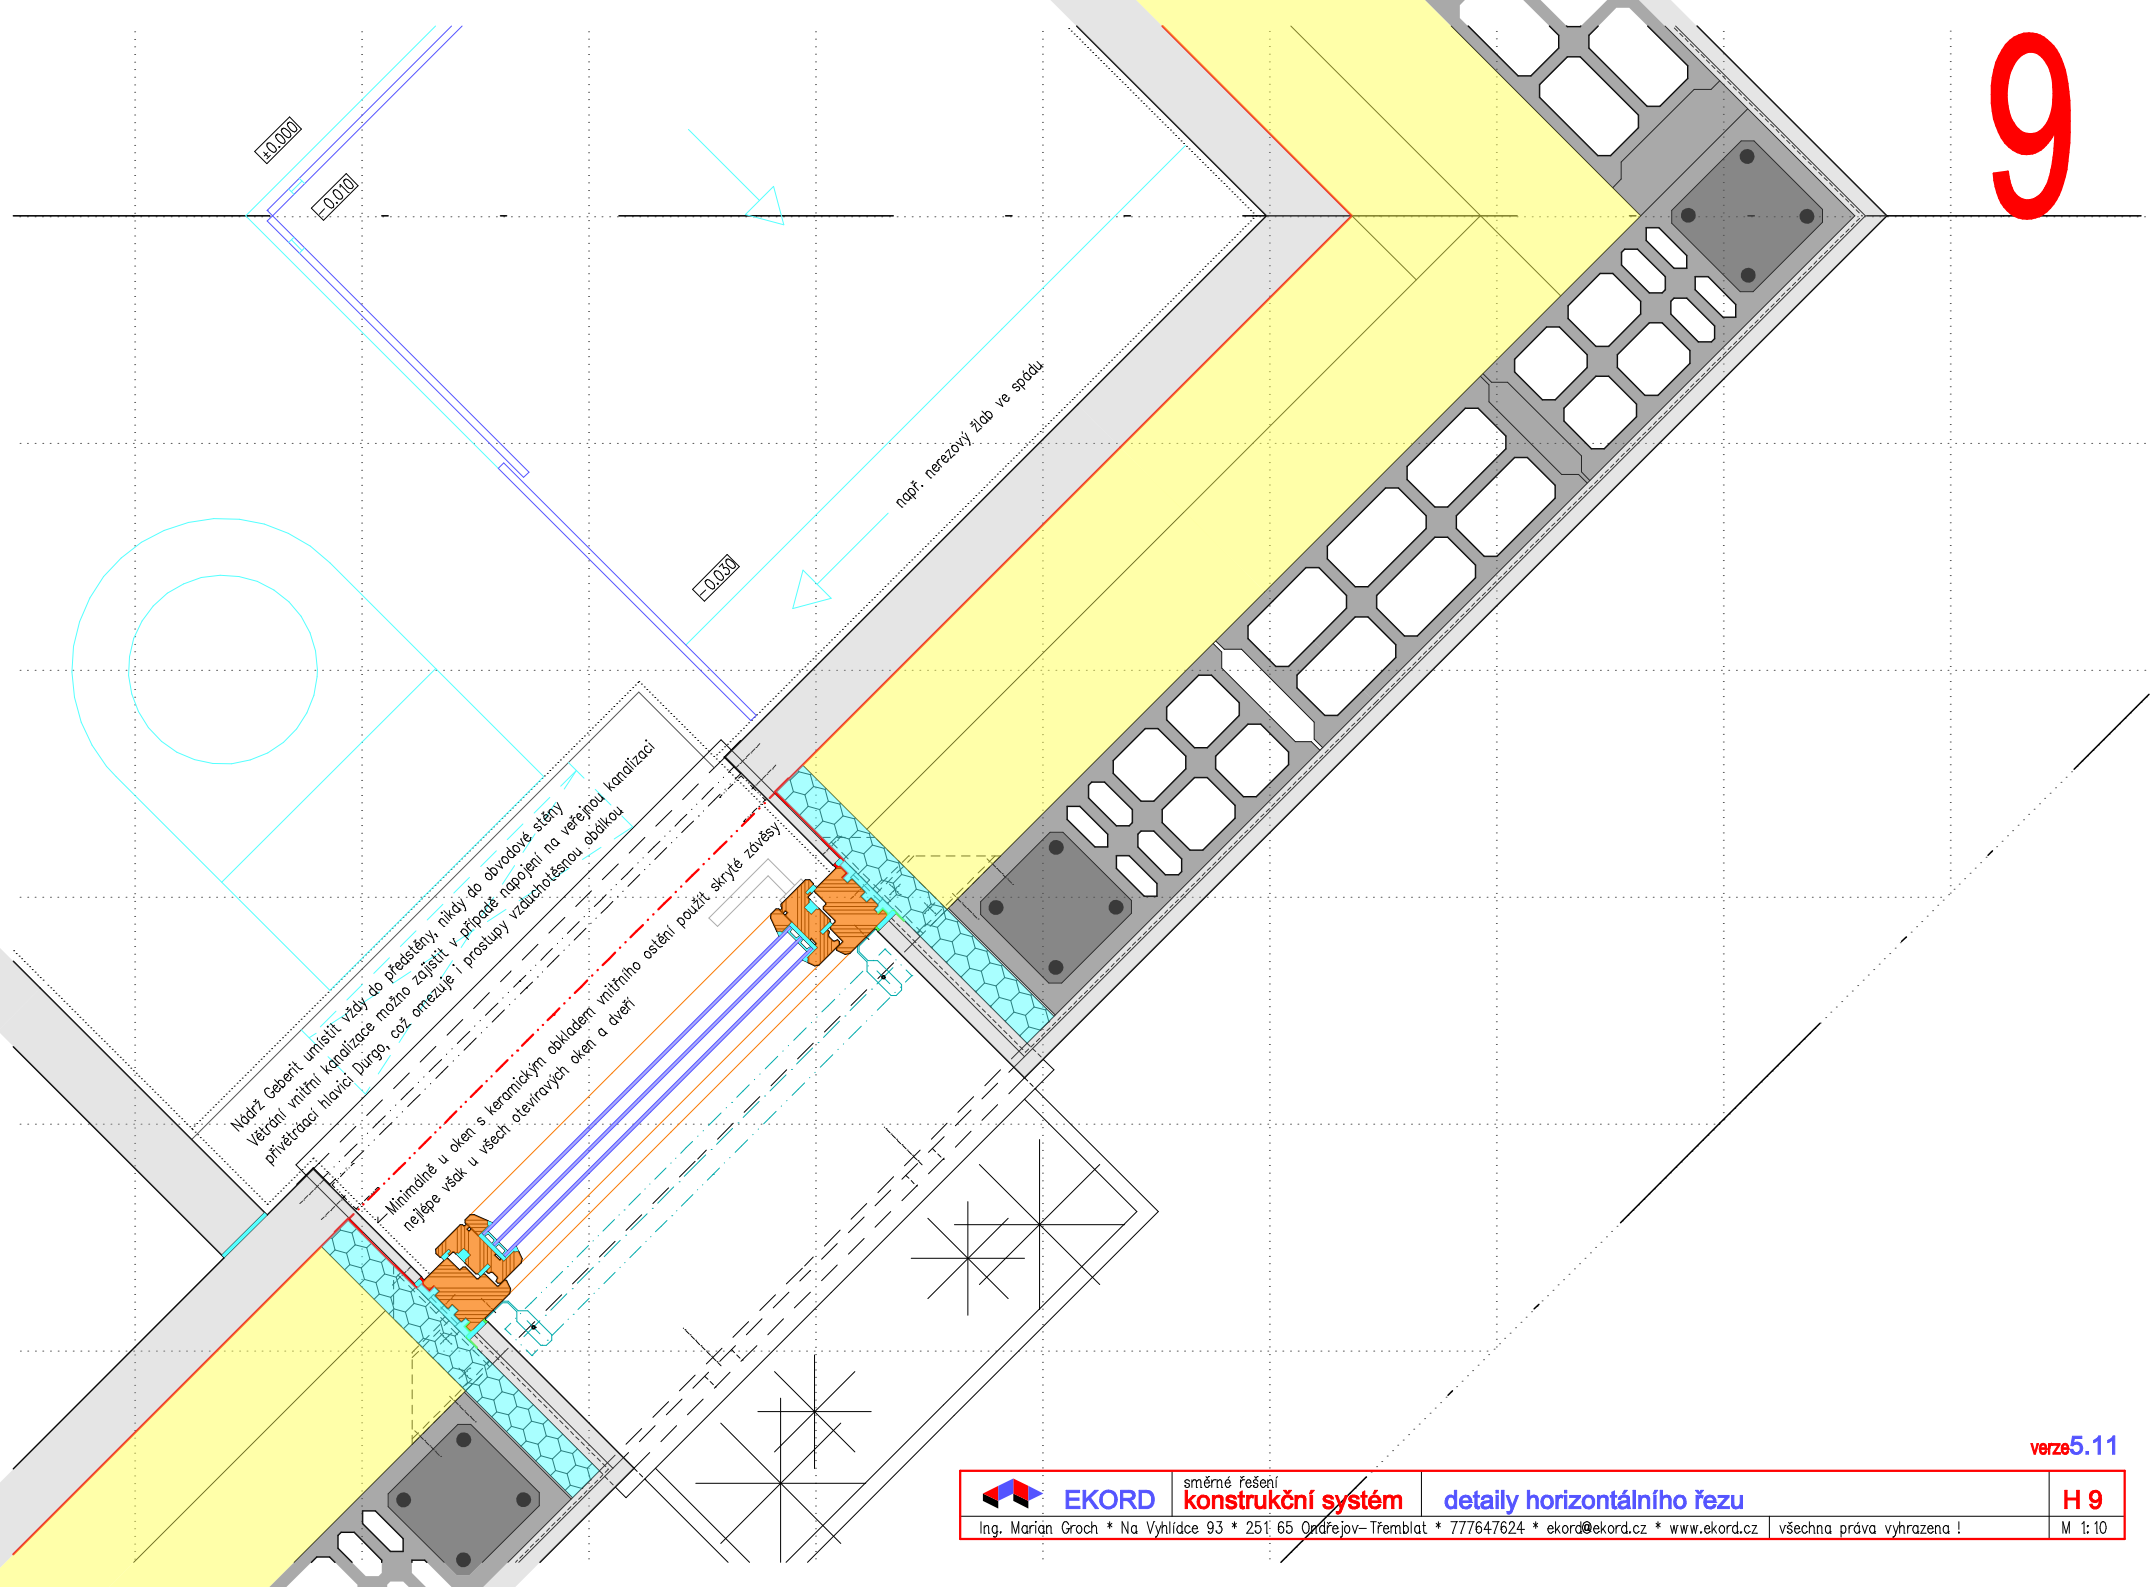 9
±0.000
−0.010
např. nerezový žlab ve spádu
−0.030
Nádrž Geberit umístit vždy do předstěny, nikdy do obvodové stěny
Větrání vnitřní kanalizace možno zajistit v případě napojení na veřejnou kanalizaci
přivětrávací hlavicí Durgo, což omezuje i prostupy vzduchotěsnou obálkou
Minimálně u oken s keramickým obkladem vnitřního ostění použít skryté závěsy
nejlépe však u všech otevíravých oken a dveří
verze5.11
EKORD
směrné řešení
konstrukční systém
detaily horizontálního řezu
H 9
Ing. Marian Groch * Na Vyhlídce 93 * 251 65 Ondřejov−Třemblat * 777647624 * ekord@ekord.cz * www.ekord.cz
všechna práva vyhrazena !
M 1:10